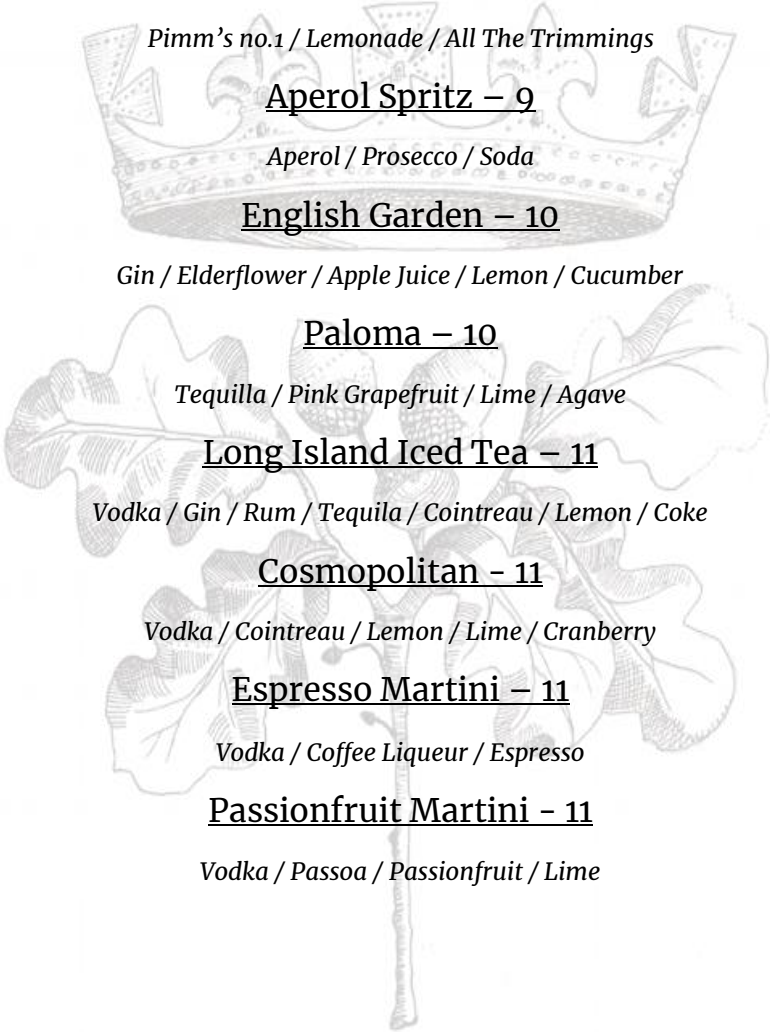 Pimm’s no.1 / Lemonade / All The Trimmings
Aperol Spritz – 9
Aperol / Prosecco / Soda
English Garden – 10
Gin / Elderflower / Apple Juice / Lemon / Cucumber
Paloma – 10
Tequilla / Pink Grapefruit / Lime / Agave
Long Island Iced Tea – 11
Vodka / Gin / Rum / Tequila / Cointreau / Lemon / Coke
Cosmopolitan - 11
Vodka / Cointreau / Lemon / Lime / Cranberry
Espresso Martini – 11
Vodka / Coffee Liqueur / Espresso
Passionfruit Martini - 11
Vodka / Passoa / Passionfruit / Lime